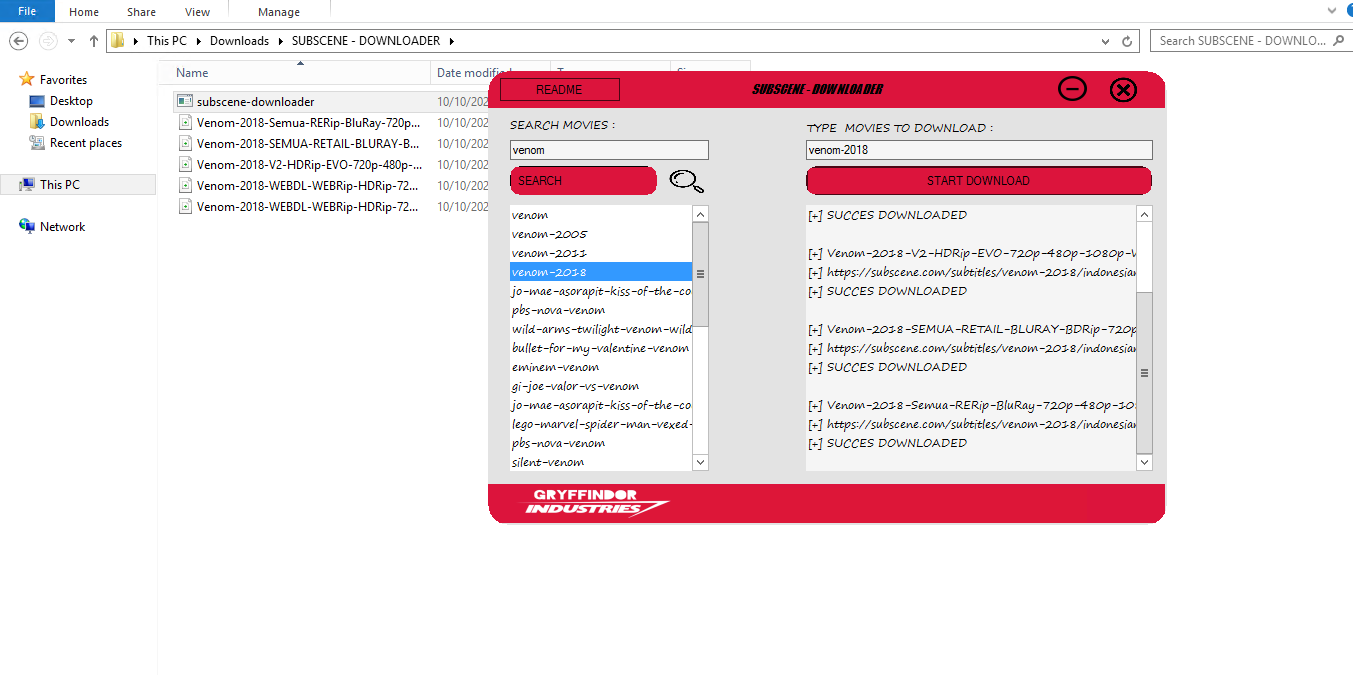 File Home Share View Manage
This PC Downloads SUBSCENE - DOWNLOADER
Search SUBSCENE - DOWNLO...
Favorites
Desktop
Downloads
Recent places
This PC
Network
Name Date modified
subscene-downloader 10/10/202
Venom-2018-Semua-RERip-BluRay-720p... 10/10/202
Venom-2018-SEMUA-RETAIL-BLURAY-B... 10/10/202
Venom-2018-V2-HDRip-EVO-720p-480p-... 10/10/202
Venom-2018-WEBDL-WEBRip-HDRip-72... 10/10/202
Venom-2018-WEBDL-WEBRip-HDRip-72... 10/10/202
README
SUBSCENE - DOWNLOADER
SEARCH MOVIES :
venom
SEARCH
venom
venom-2005
venom-2011
venom-2018
jo-mae-asorapit-kiss-of-the-co
pbs-nova-venom
wild-arms-twilight-venom-wild
bullet-for-my-valentine-venom
eminem-venom
gi-joe-valor-vs-venom
jo-mae-asorapit-kiss-of-the-co
lego-marvel-spider-man-vexed-
pbs-nova-venom
silent-venom
TYPE MOVIES TO DOWNLOAD :
venom-2018
START DOWNLOAD
[+] SUCCES DOWNLOADED
[+] Venom-2018-V2-HDRip-EVO-720p-480p-1080p-
[+] https://subscene.com/subtitles/venom-2018/indonesian
[+] SUCCES DOWNLOADED
[+] Venom-2018-SEMUA-RETAIL-BLURAY-BDRip-720p
[+] https://subscene.com/subtitles/venom-2018/indonesian
[+] SUCCES DOWNLOADED
[+] Venom-2018-Semua-RERip-BluRay-720p-480p-10
[+] https://subscene.com/subtitles/venom-2018/indonesian
[+] SUCCES DOWNLOADED
GRYFFINDOR
INDUSTRIES